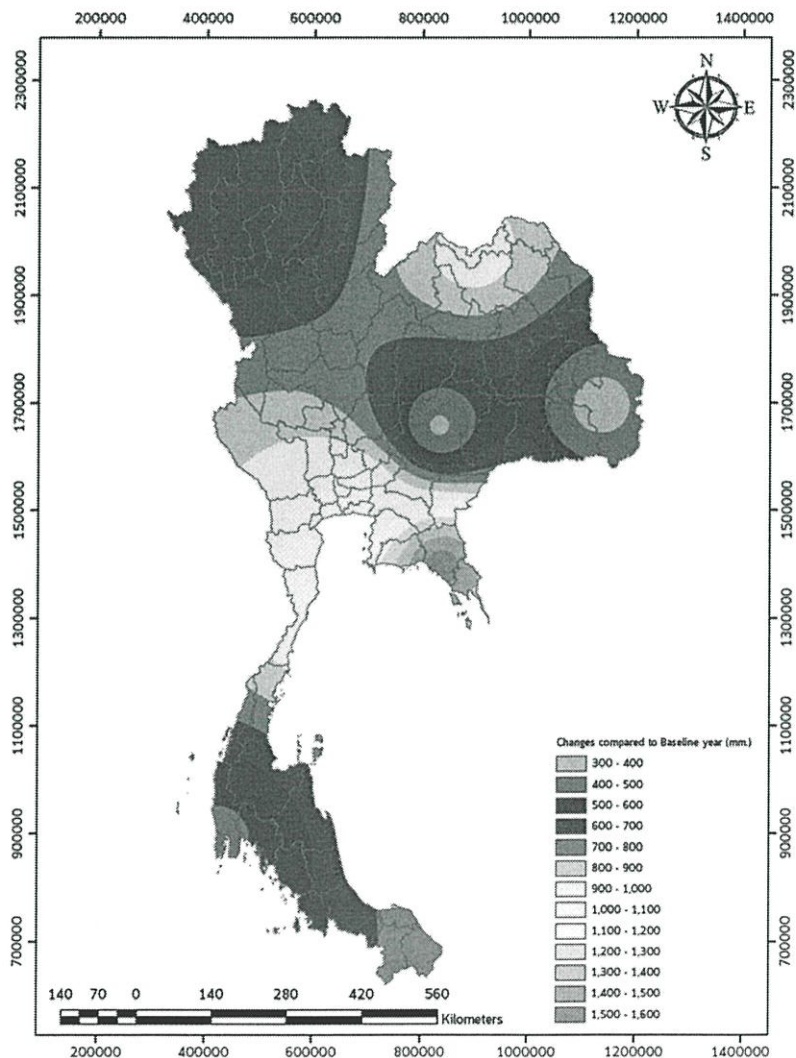 200000 400000 600000 800000 1000000 1200000 1400000
N
W E
S
2300000 2300000
2100000 2100000
1900000 1900000
1700000 1700000
1500000 1500000
1300000 1300000
1100000 1100000
900000 900000
700000 700000
Changes compared to Baseline year (mm.)
300 - 400
400 - 500
500 - 600
600 - 700
700 - 800
800 - 900
900 - 1,000
1,000 - 1,100
1,100 - 1,200
1,200 - 1,300
1,300 - 1,400
1,400 - 1,500
1,500 - 1,600
140 70 0 140 280 420 560
Kilometers
200000 400000 600000 800000 1000000 1200000 1400000